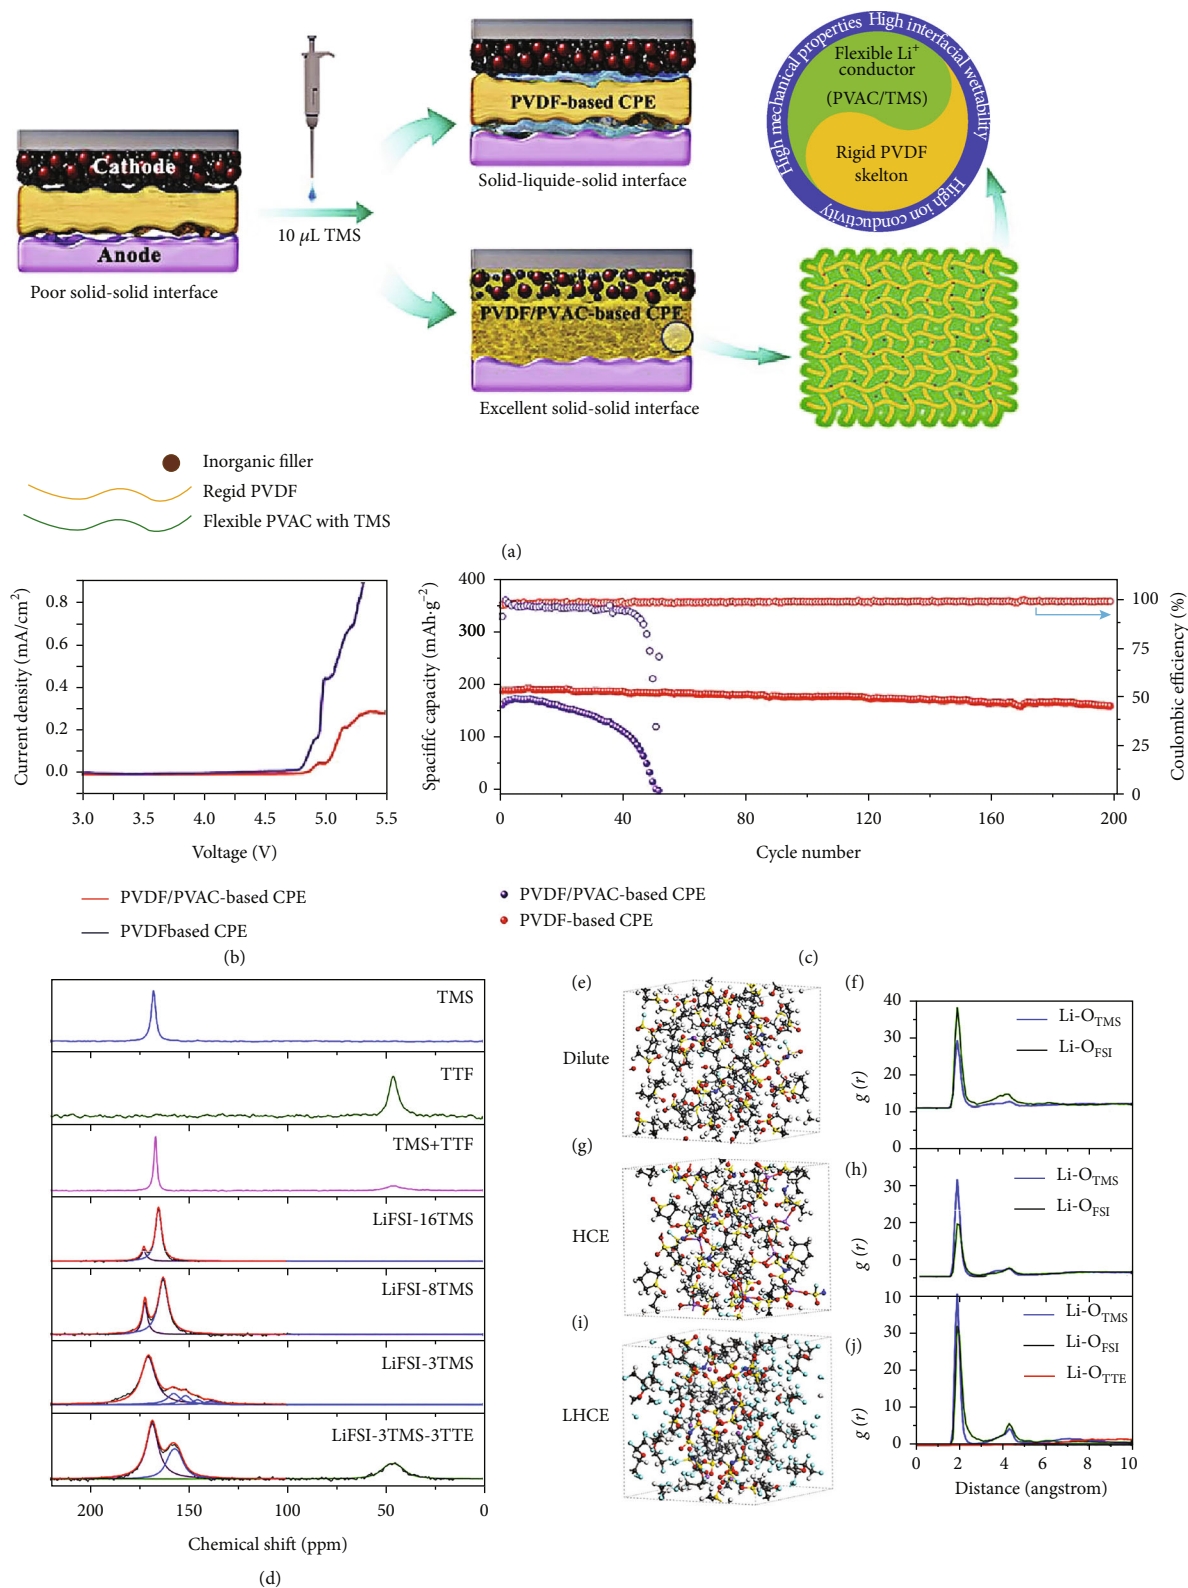 Cathode
Anode
Poor solid-solid interface
10 μL TMS
PVDF-based CPE
Solid-liquide-solid interface
PVDF/PVAC-based CPE
Excellent solid-solid interface
High mechanical properties
High interfacial wettability
High ion conductivity
Flexible Li⁺
conductor
(PVAC/TMS)
Rigid PVDF
skelton
Inorganic filler
Regid PVDF
Flexible PVAC with TMS
(a)
Current density (mA/cm²)
0.8
0.6
0.4
0.2
0.0
3.0 3.5 4.0 4.5 5.0 5.5
Voltage (V)
PVDF/PVAC-based CPE
PVDFbased CPE
(b)
Spacififc capacity (mAh·g⁻²)
400
300
200
100
0
0 40 80 120 160 200
Cycle number
100
75
50
25
0
Coulombic efficiency (%)
PVDF/PVAC-based CPE
PVDF-based CPE
(c)
TMS
TTF
TMS+TTF
LiFSI-16TMS
LiFSI-8TMS
LiFSI-3TMS
LiFSI-3TMS-3TTE
200 150 100 50 0
Chemical shift (ppm)
(d)
(e)
Dilute
(f)
g (r)
40
30
20
10
0
Li-O_TMS
Li-O_FSI
(g)
HCE
(h)
g (r)
30
20
0
10
Li-O_TMS
Li-O_FSI
(i)
LHCE
(j)
g (r)
30
20
10
0
Li-O_TMS
Li-O_FSI
Li-O_TTE
0 2 4 6 8 10
Distance (angstrom)